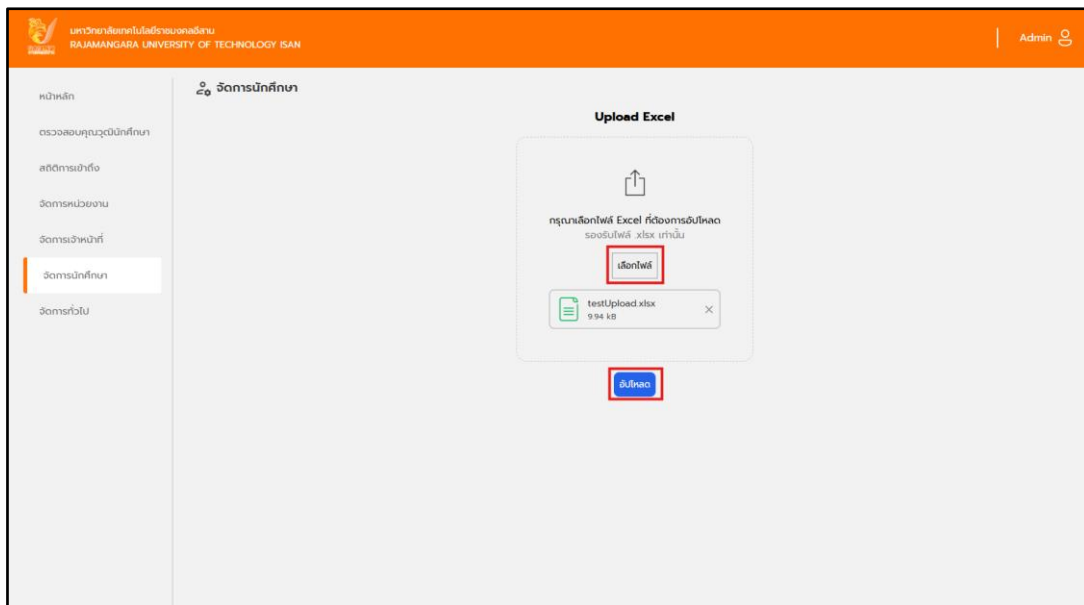 มหาวิทยาลัยเทคโนโลยีราชมงคลอีสาน
RAJAMANGARA UNIVERSITY OF TECHNOLOGY ISAN
Admin
หน้าหลัก
ตรวจสอบคุณวุฒินักศึกษา
สถิติการเข้าถึง
จัดการหน่วยงาน
จัดการเจ้าหน้าที่
จัดการนักศึกษา
จัดการทั่วไป
จัดการนักศึกษา
Upload Excel
กรุณาเลือกไฟล์ Excel ที่ต้องการอัปโหลด
รองรับไฟล์ .xlsx เท่านั้น
เลือกไฟล์
testUpload.xlsx
9.94 kB
อัปโหลด